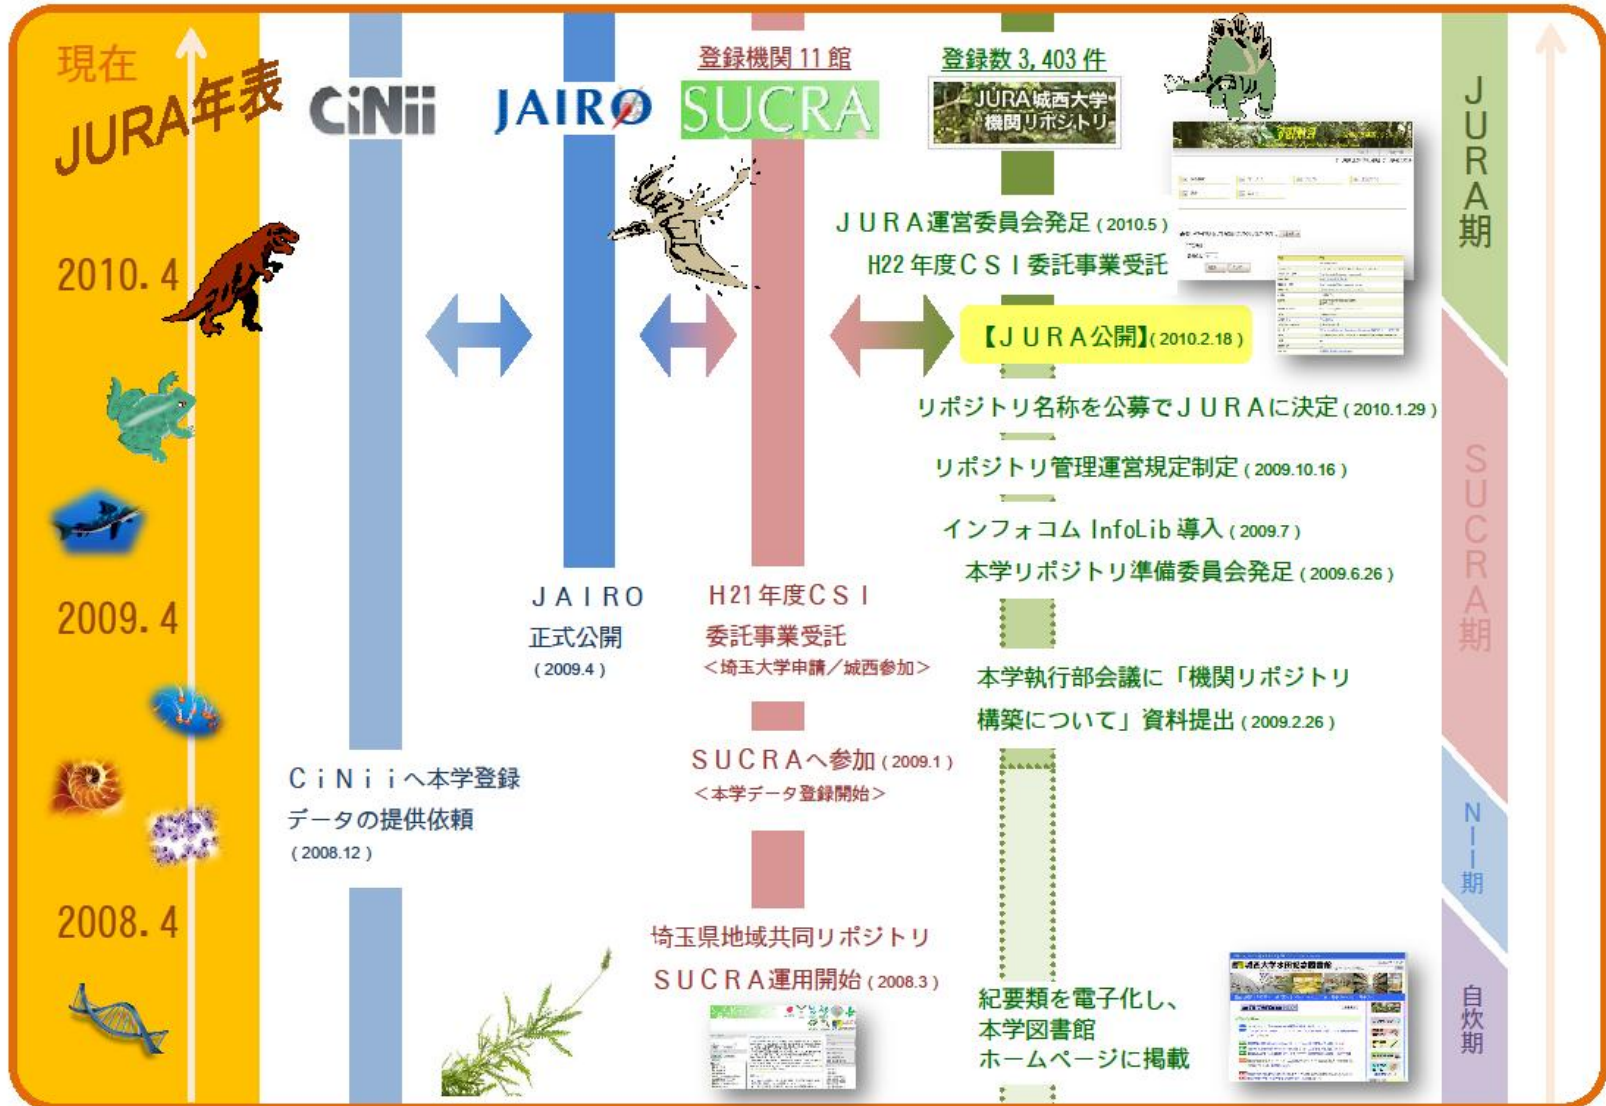 現在
JURA年表
2010. 4
2009. 4
2008. 4
CiNii
JAIRO
登録機関 11 館
SUCRA
登録数 3,403 件
JURA城西大学
機関リポジトリ
JURA運営委員会発足 ( 2010.5 )
H22 年度CSI委託事業受託
【JURA公開】( 2010.2.18 )
リポジトリ名称を公募でJURAに決定 ( 2010.1.29 )
リポジトリ管理運営規定制定 ( 2009.10.16 )
インフォコム InfoLib 導入 ( 2009.7 )
本学リポジトリ準備委員会発足 ( 2009.6.26 )
JAIRO
正式公開
( 2009.4 )
H21 年度CSI
委託事業受託
<埼玉大学申請/城西参加>
本学執行部会議に「機関リポジトリ
構築について」資料提出 ( 2009.2.26 )
SUCRAへ参加 ( 2009.1 )
<本学データ登録開始>
CiNiiへ本学登録
データの提供依頼
( 2008.12 )
埼玉県地域共同リポジトリ
SUCRA運用開始 ( 2008.3 )
紀要類を電子化し、
本学図書館
ホームページに掲載
城西大学水田記念図書館
JURA期
SUCRA期
NII期
自炊期